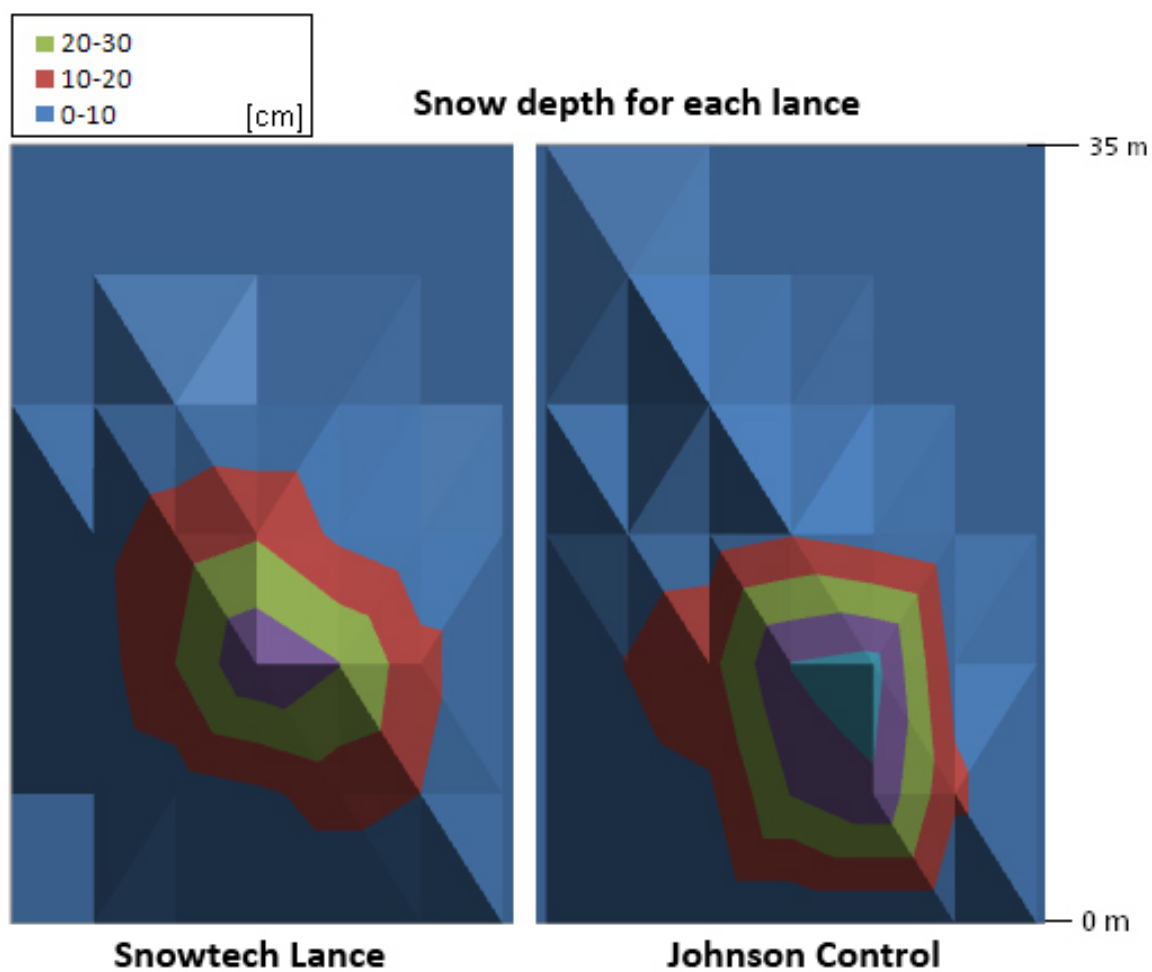 20-30
10-20
0-10 [cm]
Snow depth for each lance
35 m
0 m
Snowtech Lance Johnson Control